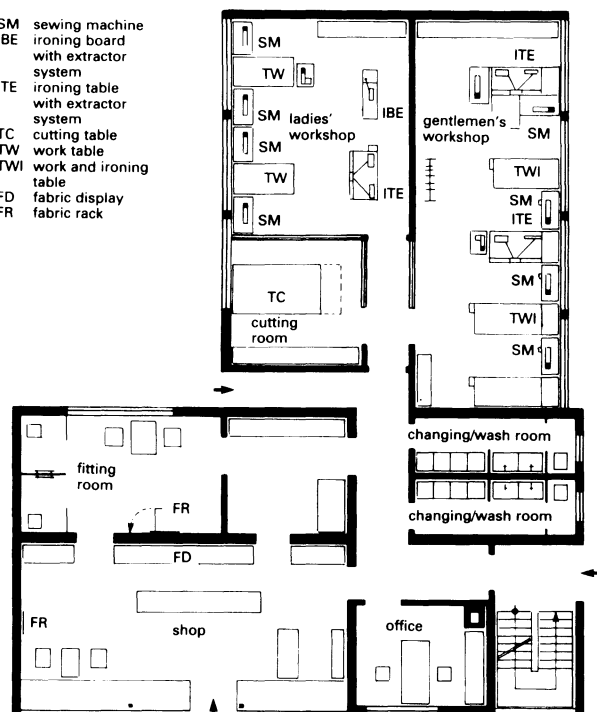 SM sewing machine
IBE ironing board
with extractor
system
ITE ironing table
with extractor
system
TC cutting table
TW work table
TWI work and ironing
table
FD fabric display
FR fabric rack
SM
TW
SM
ladies'
workshop
IBE
SM
TW
ITE
SM
ITE
gentlemen's
workshop
SM
TWI
SM
ITE
SM
TWI
SM
TC
cutting
room
changing/wash room
changing/wash room
fitting
room
FR
FD
FR
shop
office